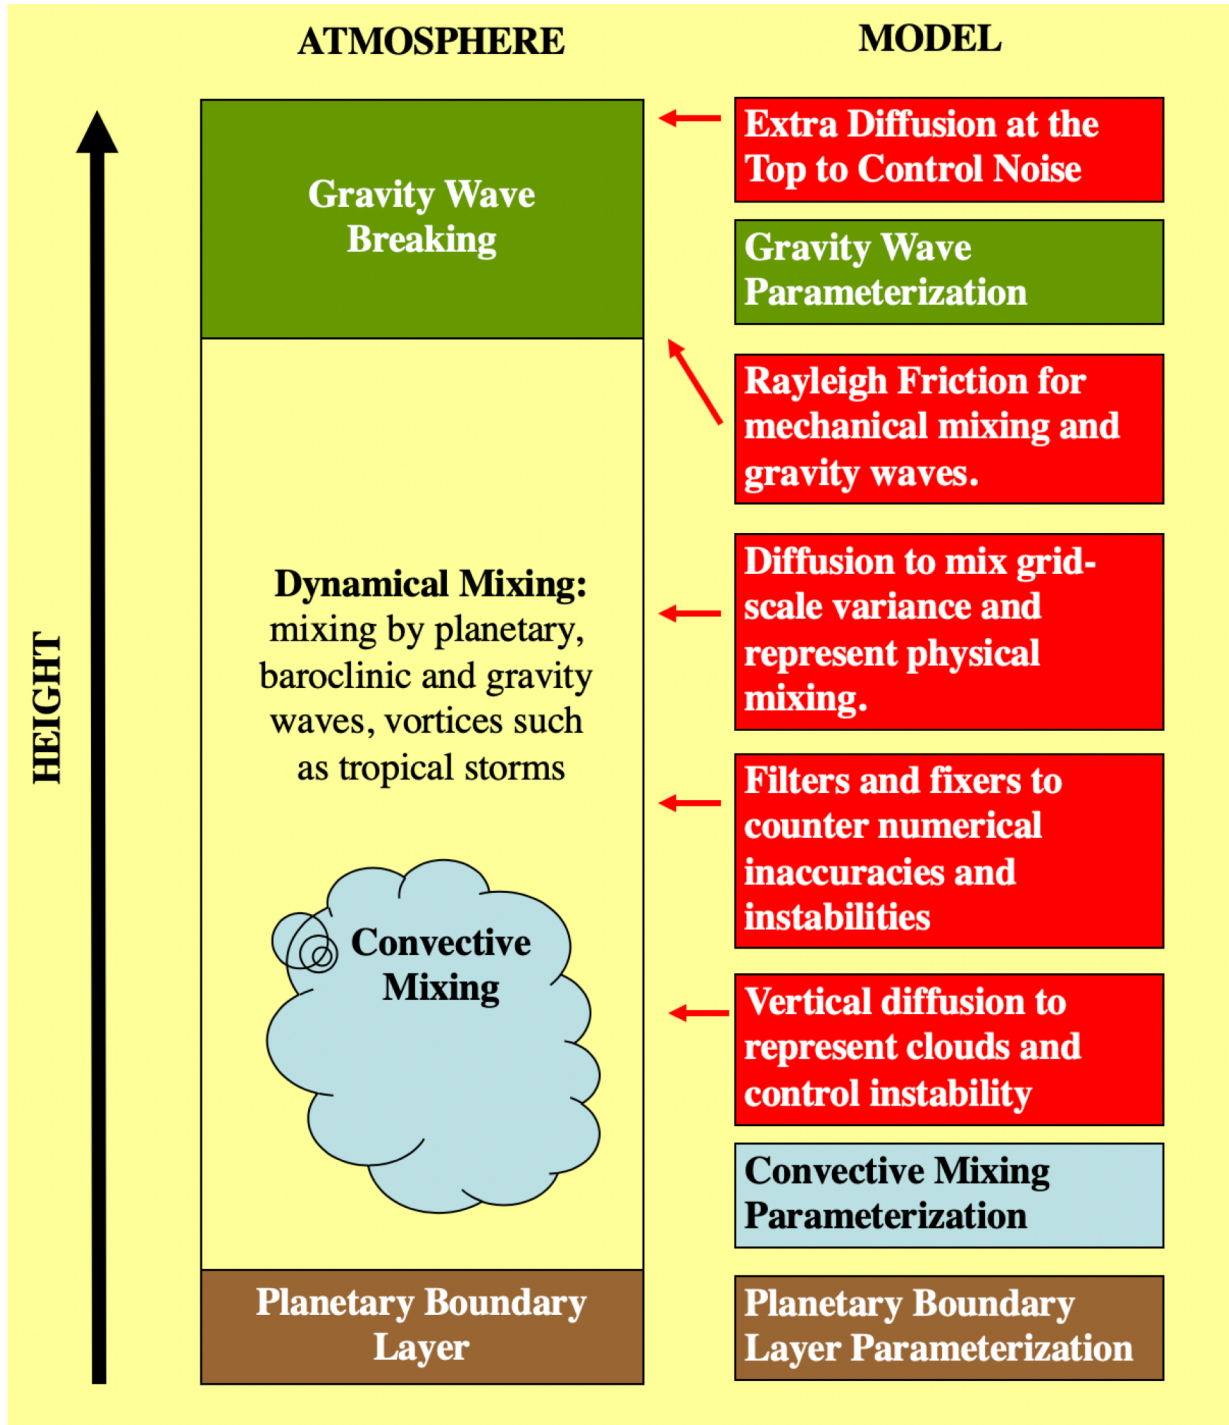 ATMOSPHERE
MODEL
HEIGHT
Gravity Wave
Breaking
Dynamical Mixing:
mixing by planetary,
baroclinic and gravity
waves, vortices such
as tropical storms
Convective
Mixing
Planetary Boundary
Layer
Extra Diffusion at the
Top to Control Noise
Gravity Wave
Parameterization
Rayleigh Friction for
mechanical mixing and
gravity waves.
Diffusion to mix grid-
scale variance and
represent physical
mixing.
Filters and fixers to
counter numerical
inaccuracies and
instabilities
Vertical diffusion to
represent clouds and
control instability
Convective Mixing
Parameterization
Planetary Boundary
Layer Parameterization